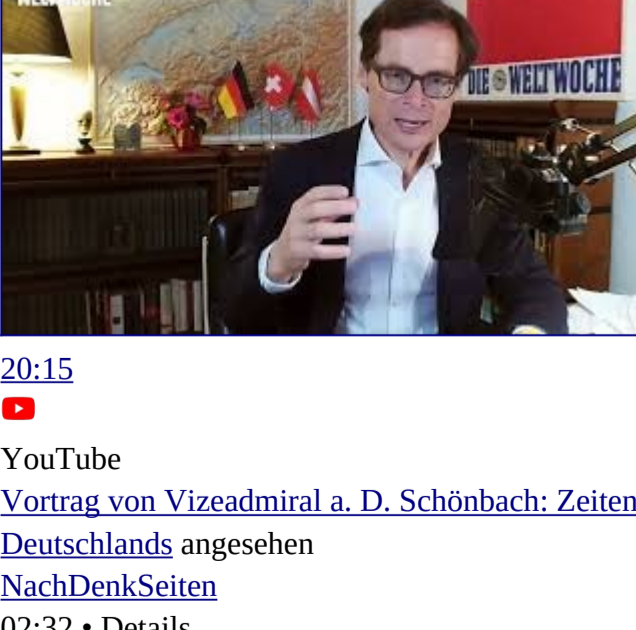 DIE WELTWOCHE
20:15
YouTube
Vortrag von Vizeadmiral a. D. Schönbach: Zeiten
Deutschlands angesehen
NachDenkSeiten
02:32 • Details